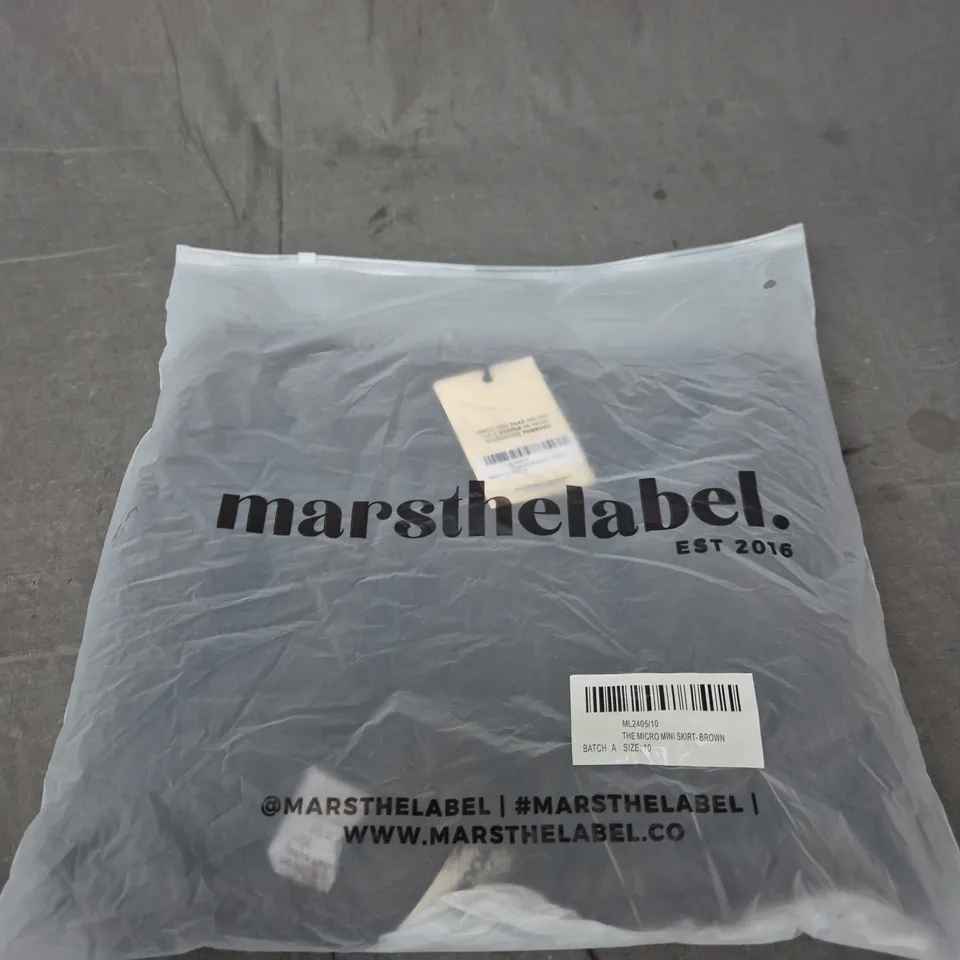 marsthelabel.
EST 2016
ML2405/10
THE MICRO MINI SKIRT- BROWN
BATCH A SIZE: 10
@MARSTHELABEL | #MARSTHELABEL |
WWW.MARSTHELABEL.CO